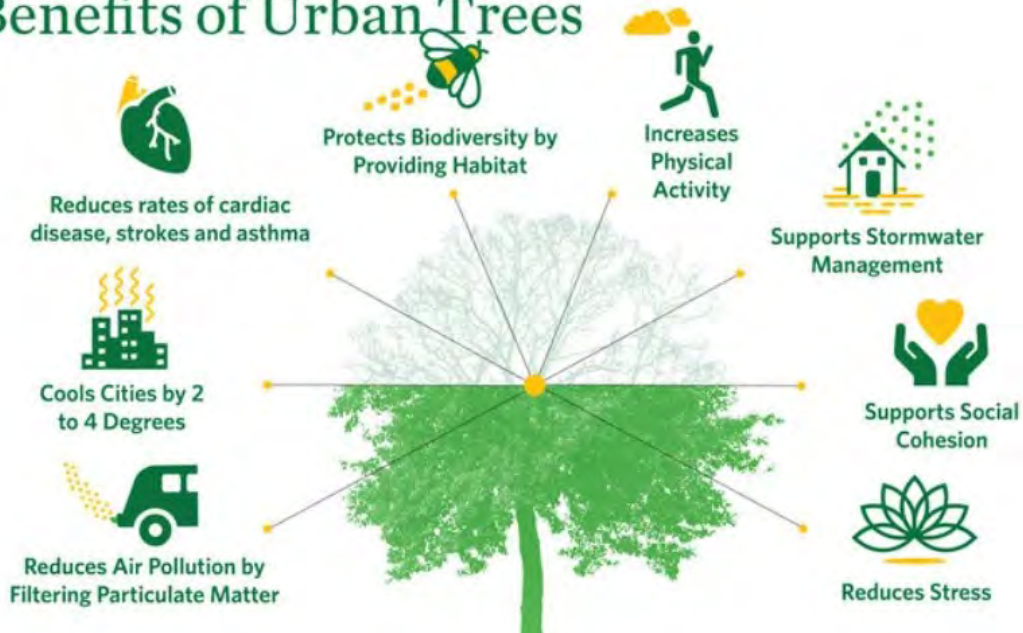 Benefits of Urban Trees
Reduces rates of cardiac
disease, strokes and asthma
Protects Biodiversity by
Providing Habitat
Increases
Physical
Activity
Supports Stormwater
Management
Cools Cities by 2
to 4 Degrees
Supports Social
Cohesion
Reduces Air Pollution by
Filtering Particulate Matter
Reduces Stress